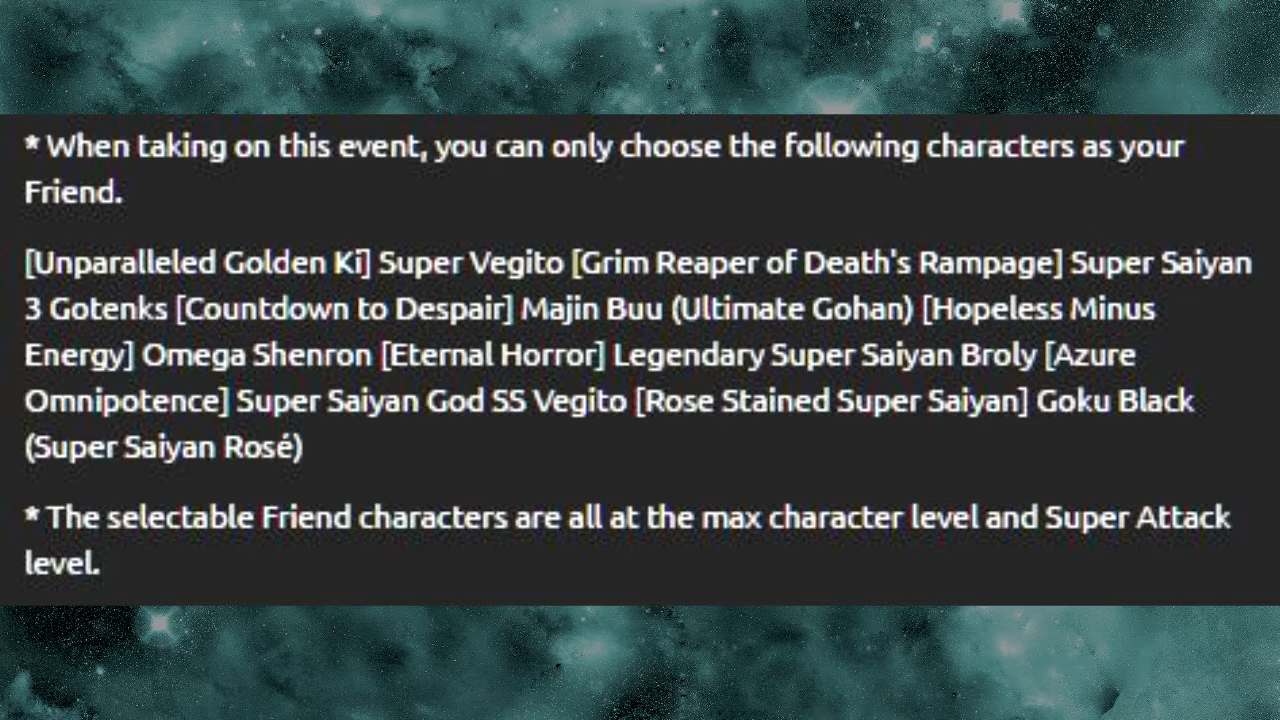 * When taking on this event, you can only choose the following characters as your
Friend.
[Unparalleled Golden Ki] Super Vegito [Grim Reaper of Death's Rampage] Super Saiyan
3 Gotenks [Countdown to Despair] Majin Buu (Ultimate Gohan) [Hopeless Minus
Energy] Omega Shenron [Eternal Horror] Legendary Super Saiyan Broly [Azure
Omnipotence] Super Saiyan God SS Vegito [Rose Stained Super Saiyan] Goku Black
(Super Saiyan Rosé)
* The selectable Friend characters are all at the max character level and Super Attack
level.